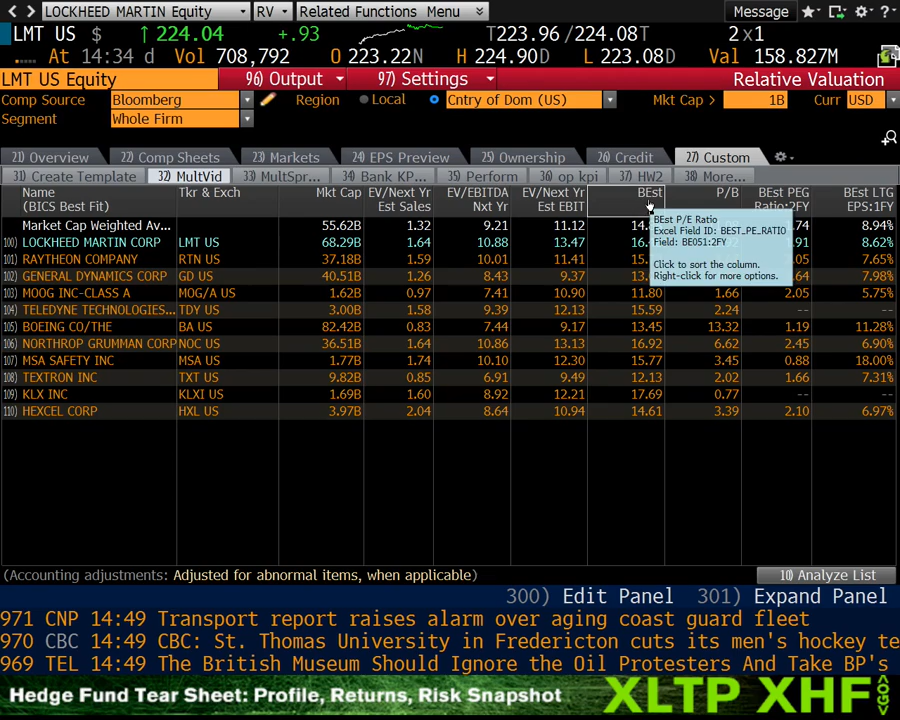 LOCKHEED MARTIN Equity RV Related Functions Menu Message
LMT US $ ↑ 224.04 +.93 T223.96 /224.08T 2x1
At 14:34 d Vol 708,792 O 223.22N H 224.90D L 223.08D Val 158.827M
LMT US Equity 96) Output 97) Settings Relative Valuation
Comp Source Bloomberg Region Local Cntry of Dom (US) Mkt Cap > 1B Curr USD
Segment Whole Firm
21) Overview 22) Comp Sheets 23) Markets 24) EPS Preview 25) Ownership 26) Credit 27) Custom
31) Create Template 32) MultVid 33) MultSpr... 34) Bank KP... 35) Perform 36) op kpi 37) HW2 38) More...
Name Tkr & Exch Mkt Cap EV/Next Yr EV/EBITDA EV/Next Yr BEst P/B BEst PEG BEst LTG
(BICS Best Fit) Est Sales Nxt Yr Est EBIT Ratio:2FY EPS:1FY
Market Cap Weighted Av... 55.62B 1.32 9.21 11.12 14. .74 8.94%
100) LOCKHEED MARTIN CORP LMT US 68.29B 1.64 10.88 13.47 16. .91 8.62%
101) RAYTHEON COMPANY RTN US 37.18B 1.59 10.01 11.41 15. .05 7.65%
102) GENERAL DYNAMICS CORP GD US 40.51B 1.26 8.43 9.37 13. .64 7.98%
103) MOOG INC-CLASS A MOG/A US 1.62B 0.97 7.41 10.90 11.80 1.66 2.05 5.75%
104) TELEDYNE TECHNOLOGIES... TDY US 3.00B 1.58 9.39 12.13 15.59 2.24 -- --
105) BOEING CO/THE BA US 82.42B 0.83 7.44 9.17 13.45 13.32 1.19 11.28%
106) NORTHROP GRUMMAN CORP NOC US 36.51B 1.64 10.86 13.13 16.92 6.62 2.45 6.90%
107) MSA SAFETY INC MSA US 1.77B 1.74 10.10 12.30 15.77 3.45 0.88 18.00%
108) TEXTRON INC TXT US 9.82B 0.85 6.91 9.49 12.13 2.02 1.66 7.31%
109) KLX INC KLXI US 1.69B 1.60 8.92 12.21 17.69 0.77 -- --
110) HEXCEL CORP HXL US 3.97B 2.04 8.64 10.94 14.61 3.39 2.10 6.97%
BEst P/E Ratio
Excel Field ID: BEST_PE_RATIO
Field: BE051:2FY
Click to sort the column.
Right-click for more options.
(Accounting adjustments: Adjusted for abnormal items, when applicable) 10) Analyze List
300) Edit Panel 301) Expand Panel
971 CNP 14:49 Transport report raises alarm over aging coast guard fleet
970 CBC 14:49 CBC: St. Thomas University in Fredericton cuts its men's hockey te
969 TEL 14:49 The British Museum Should Ignore the Oil Protesters And Take BP's
Hedge Fund Tear Sheet: Profile, Returns, Risk Snapshot XLTP XHF